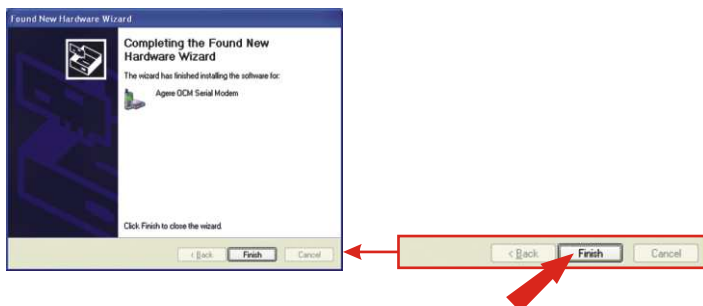 Found New Hardware Wizard
Completing the Found New
Hardware Wizard
The wizard has finished installing the software for:
Agere OCM Serial Modem
Click Finish to close the wizard.
< Back Finish Cancel
< Back Finish Cancel